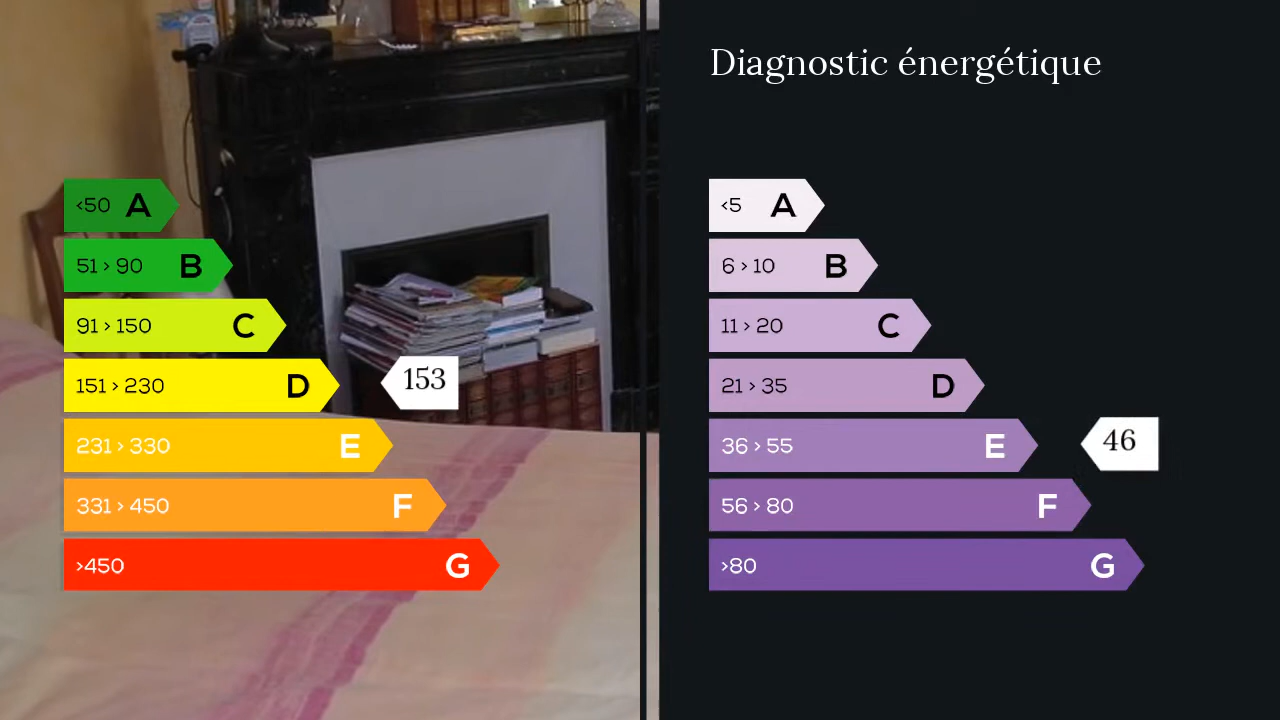 Diagnostic énergétique
<50 A
51 > 90 B
91 > 150 C
151 > 230 D
153
231 > 330 E
331 > 450 F
>450 G
<5 A
6 > 10 B
11 > 20 C
21 > 35 D
36 > 55 E
46
56 > 80 F
>80 G